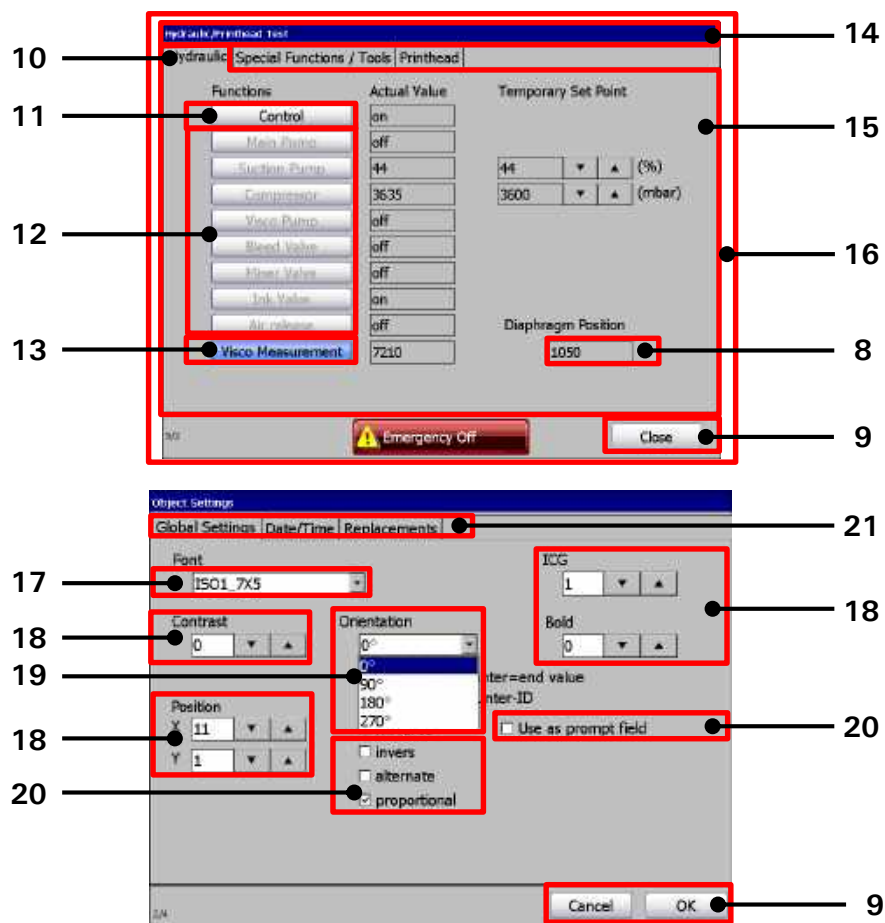 Hydraulic/Printhead Test
14
10
Hydraulic Special Functions / Tools Printhead
Functions Actual Value Temporary Set Point
11 Control on
15
Main Pump off
Suction Pump 44 44 (%)
Compressor 3635 3600 (mbar)
12 Visco Pump off
Bleed Valve off
16
Mixer Valve off
Ink Valve on
Air release off Diaphragm Position
13 Visco Measurement 7210 1050 8
Emergency Off Close 9
Object Settings
Global Settings Date/Time Replacements 21
Font ICG
17 ISO1_7X5 1
18
Contrast Orientation Bold
18 0 0° 0
0°
19 90° nter=end value
180° nter-ID
Position 270°
18 X 11 Use as prompt field 20
Y 1 invers
alternate
20 proportional
Cancel OK 9
2/4